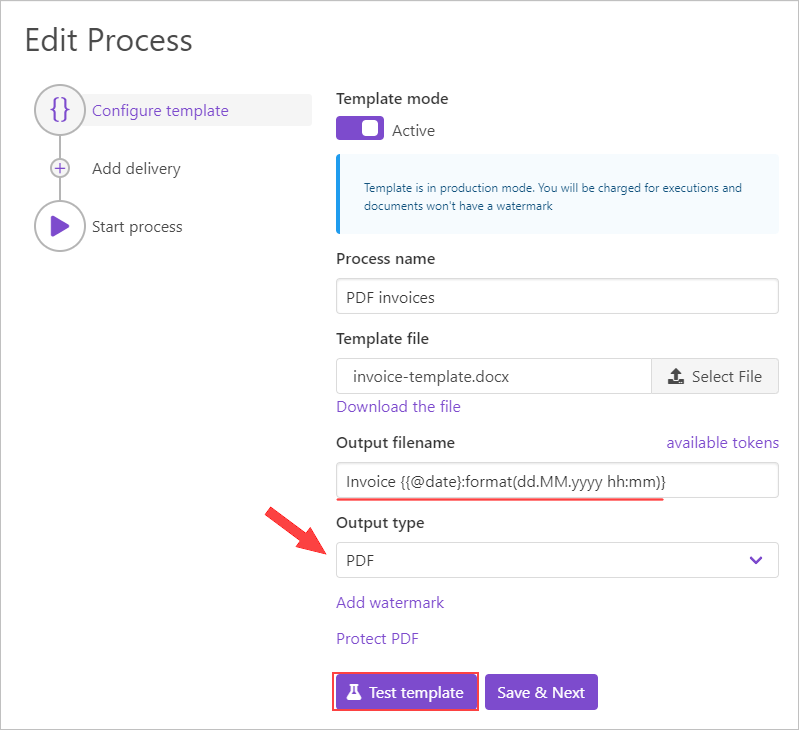 Edit Process
{}
Configure template
Add delivery
Start process
Template mode
Active
Template is in production mode. You will be charged for executions and
documents won't have a watermark
Process name
PDF invoices
Template file
invoice-template.docx
Select File
Download the file
Output filename
available tokens
Invoice {{@date}:format(dd.MM.yyyy hh:mm)}
Output type
PDF
Add watermark
Protect PDF
Test template
Save & Next